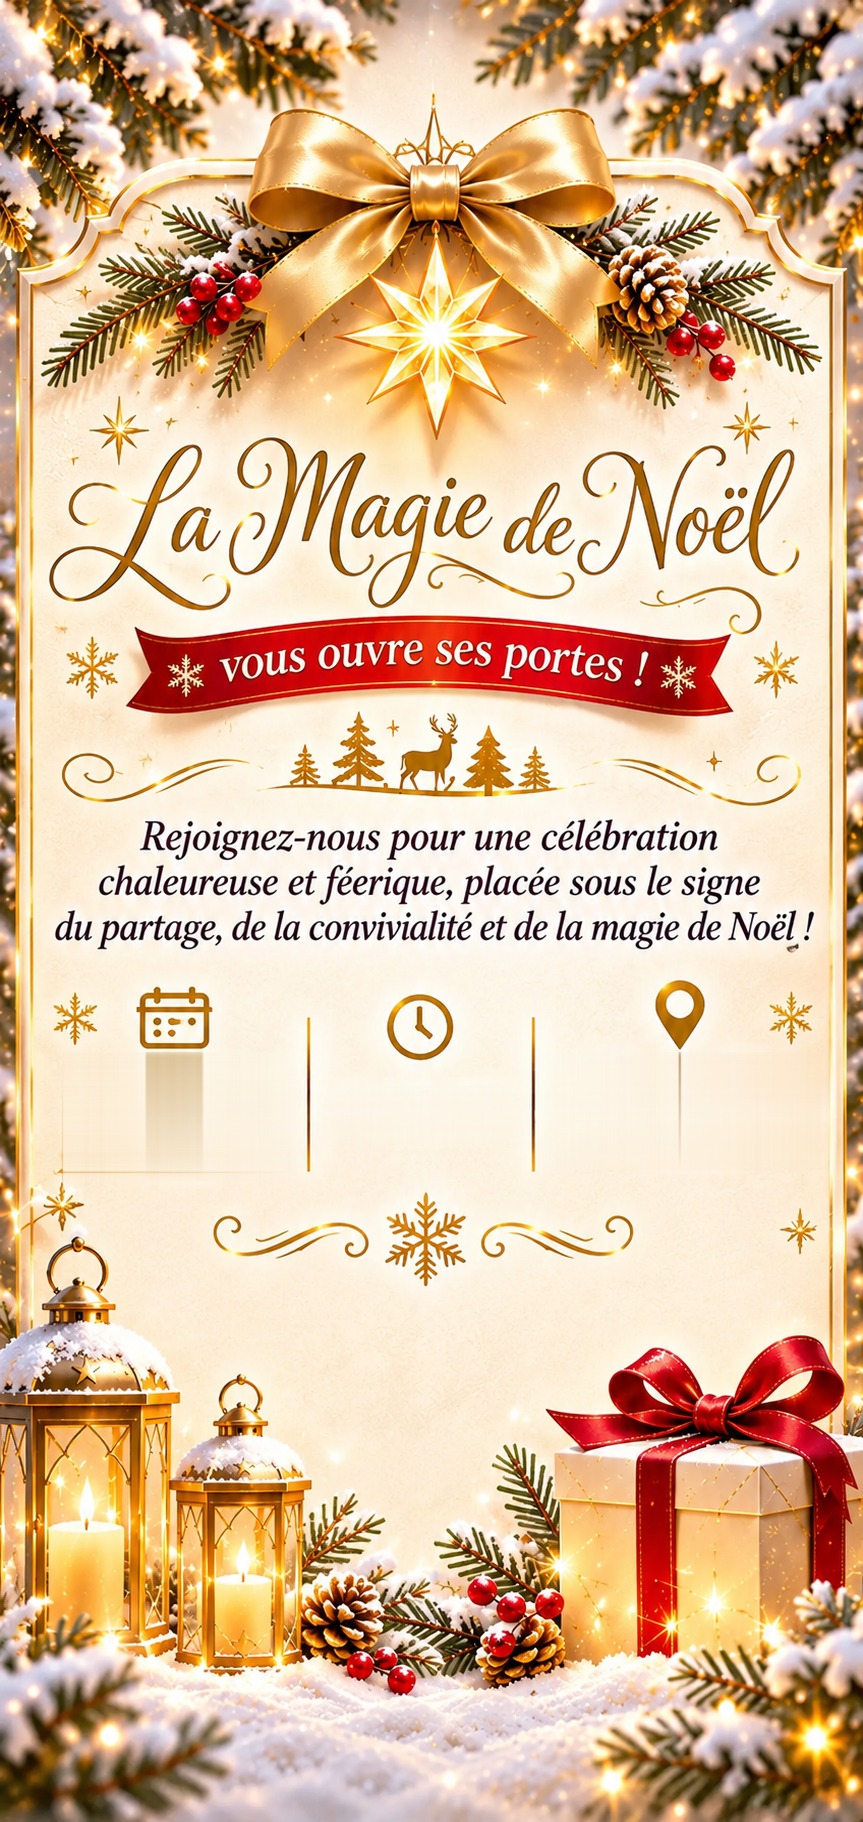 La Magie de Noël
vous ouvre ses portes !
Rejoignez-nous pour une célébration
chaleureuse et féerique, placée sous le signe
du partage, de la convivialité et de la magie de Noël !